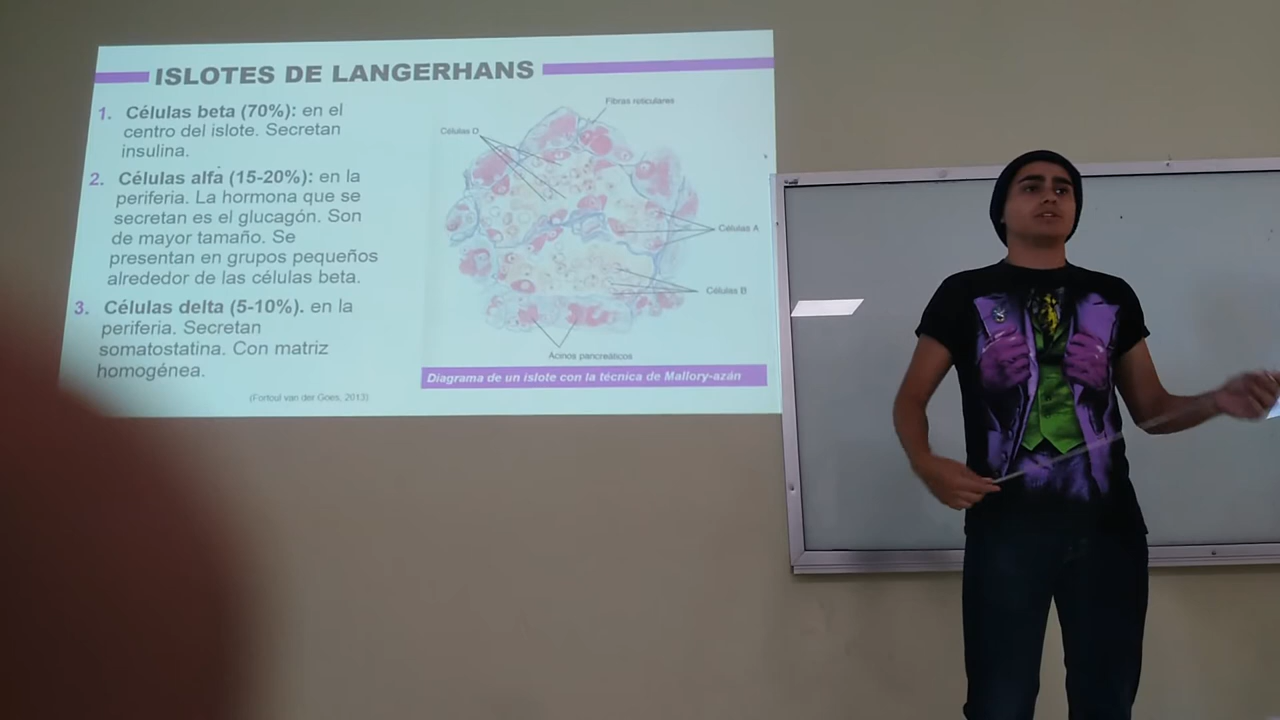 ISLOTES DE LANGERHANS
1. Células beta (70%): en el
centro del islote. Secretan
insulina.
2. Células alfa (15-20%): en la
periferia. La hormona que se
secretan es el glucagón. Son
de mayor tamaño. Se
presentan en grupos pequeños
alrededor de las células beta.
3. Células delta (5-10%). en la
periferia. Secretan
somatostatina. Con matriz
homogénea.
(Fortoul van der Goes, 2013)
Fibras reticulares
Células D
Células A
Células B
Acinos pancreáticos
Diagrama de un islote con la técnica de Mallory-azán